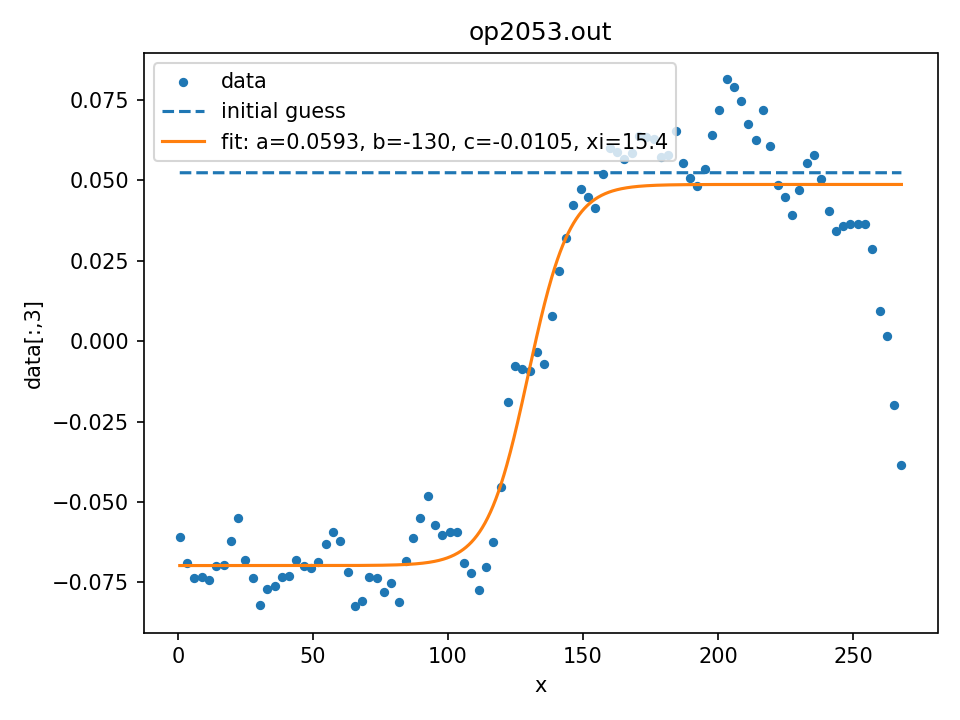 op2053.out
data
initial guess
fit: a=0.0593, b=-130, c=-0.0105, xi=15.4
0.075
0.050
0.025
0.000
−0.025
−0.050
−0.075
data[:,3]
0 50 100 150 200 250
x